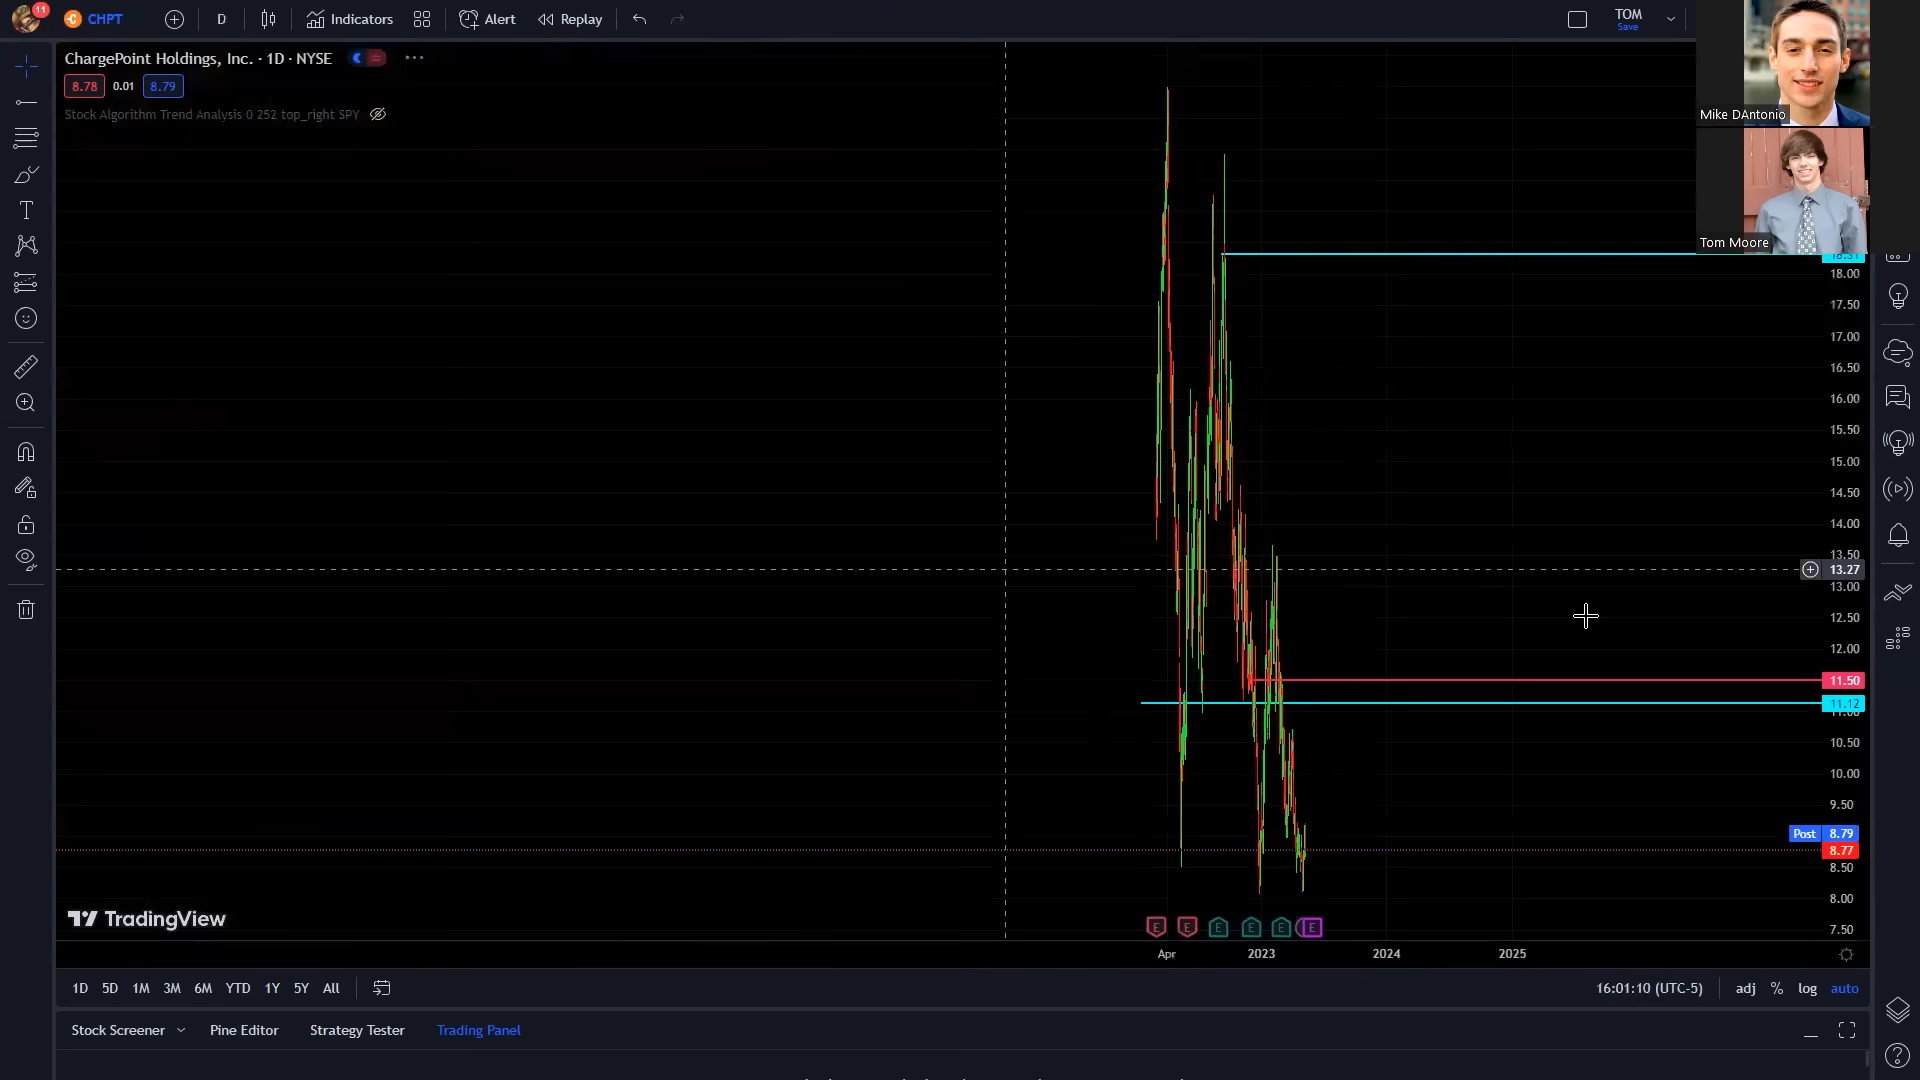 11
CHPT
D
Indicators
Alert
Replay
TOM
Save
ChargePoint Holdings, Inc. · 1D · NYSE
8.78
0.01
8.79
Stock Algorithm Trend Analysis 0 252 top_right SPY
Mike DAntonio
Tom Moore
18.00
17.50
17.00
16.50
16.00
15.50
15.00
14.50
14.00
13.50
13.27
13.00
12.50
12.00
11.50
11.12
11.00
10.50
10.00
9.50
Post 8.79
8.77
8.50
8.00
7.50
TradingView
E E E E E E
Apr 2023 2024 2025
1D 5D 1M 3M 6M YTD 1Y 5Y All
16:01:10 (UTC-5)
adj % log auto
Stock Screener Pine Editor Strategy Tester Trading Panel